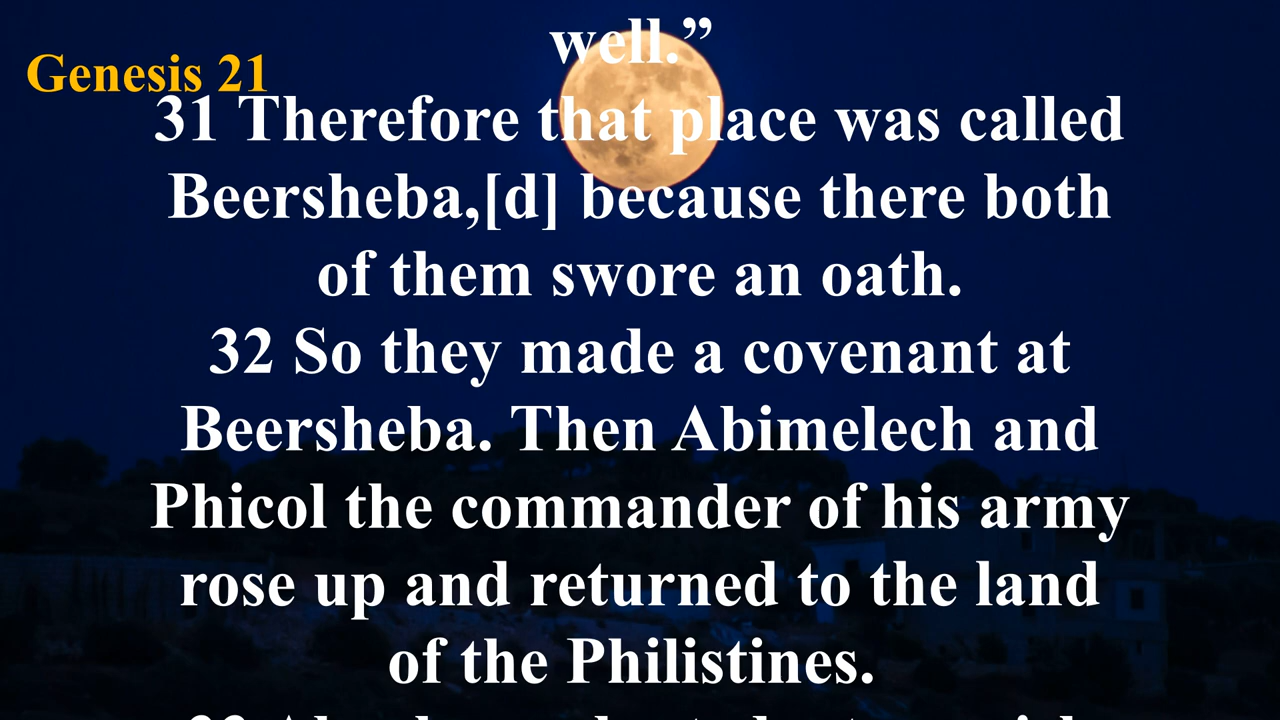 well.”
Genesis 21
31 Therefore that place was called
Beersheba,[d] because there both
of them swore an oath.
32 So they made a covenant at
Beersheba. Then Abimelech and
Phicol the commander of his army
rose up and returned to the land
of the Philistines.